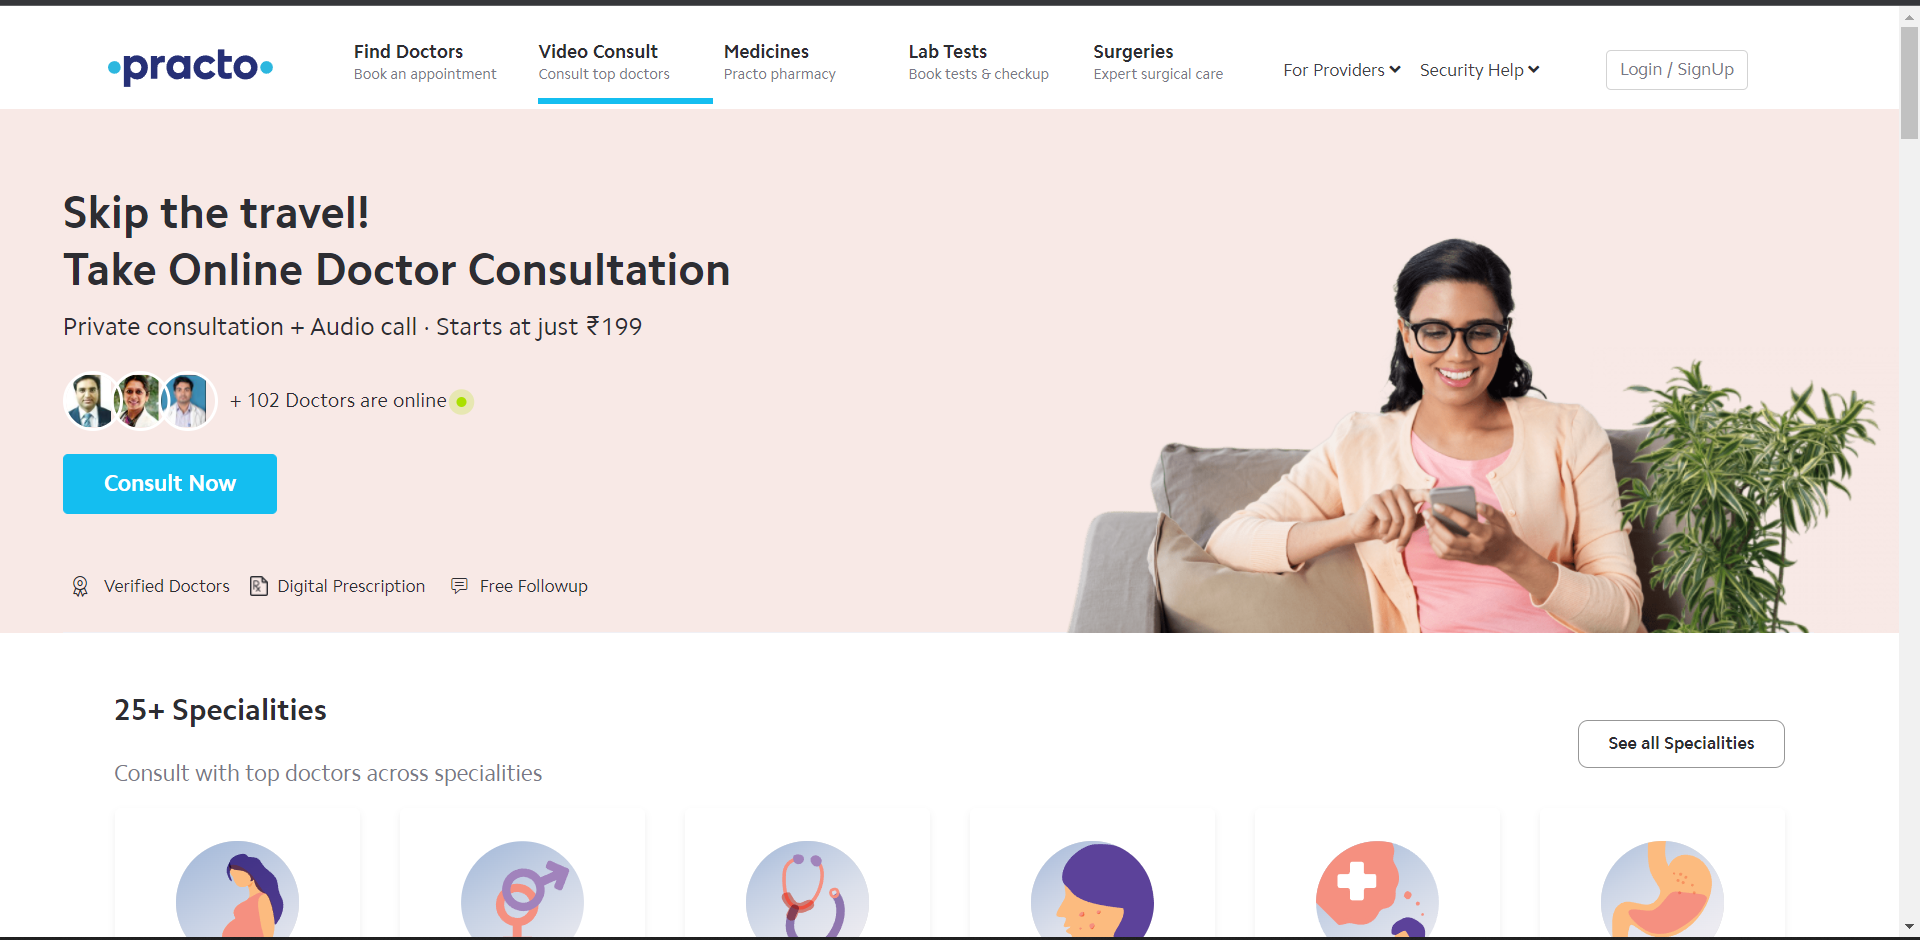 practo
Find Doctors
Book an appointment
Video Consult
Consult top doctors
Medicines
Practo pharmacy
Lab Tests
Book tests & checkup
Surgeries
Expert surgical care
For Providers
Security Help
Login / SignUp
Skip the travel!
Take Online Doctor Consultation
Private consultation + Audio call · Starts at just ₹199
+ 102 Doctors are online
Consult Now
Verified Doctors
Digital Prescription
Free Followup
25+ Specialities
See all Specialities
Consult with top doctors across specialities